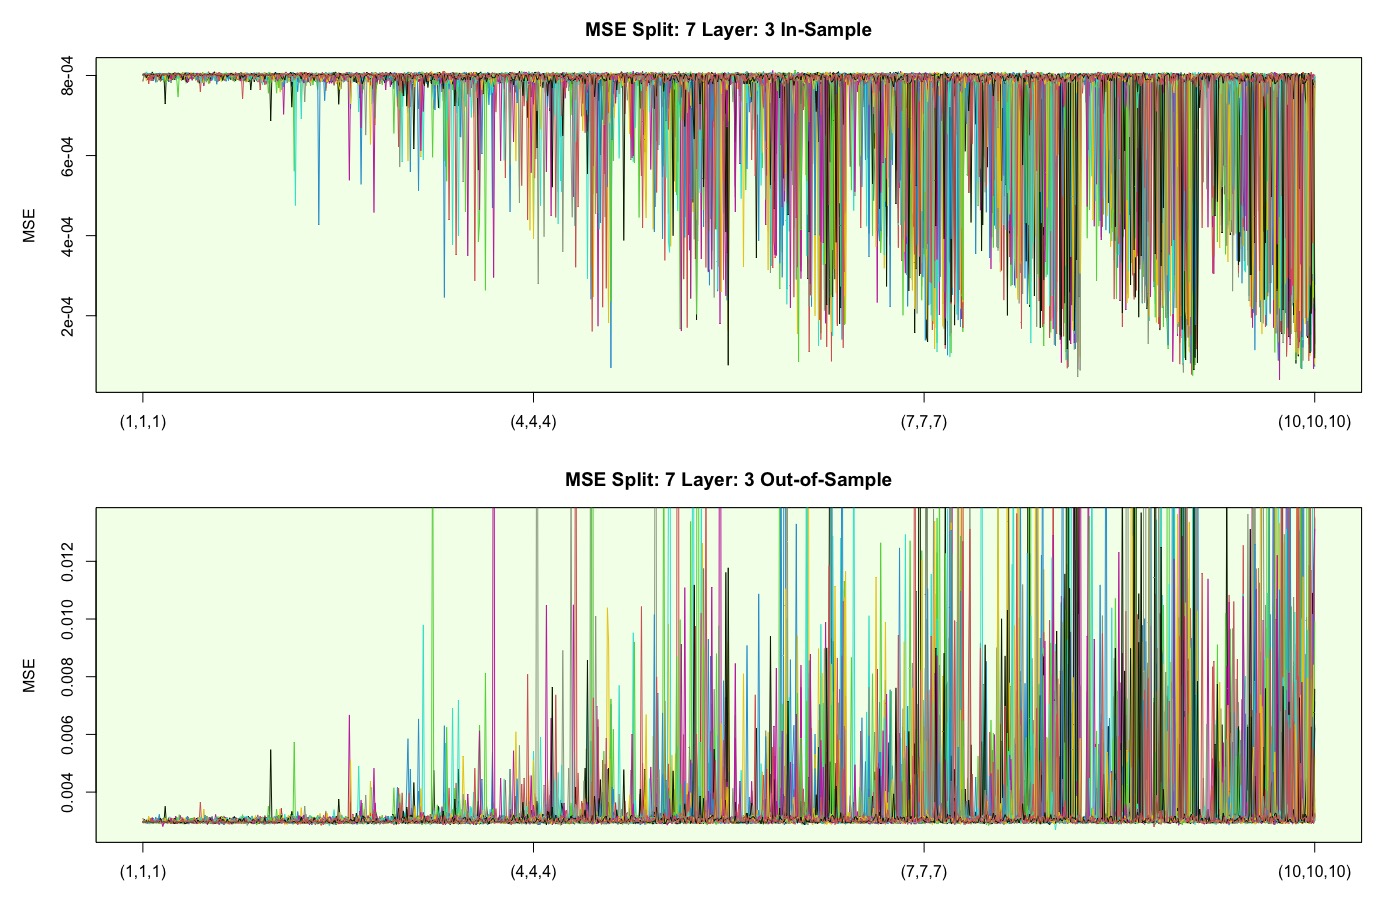 MSE Split: 7 Layer: 3 In-Sample
8e-04
6e-04
4e-04
2e-04
MSE
(1,1,1) (4,4,4) (7,7,7) (10,10,10)
MSE Split: 7 Layer: 3 Out-of-Sample
0.012
0.010
0.008
0.006
0.004
MSE
(1,1,1) (4,4,4) (7,7,7) (10,10,10)